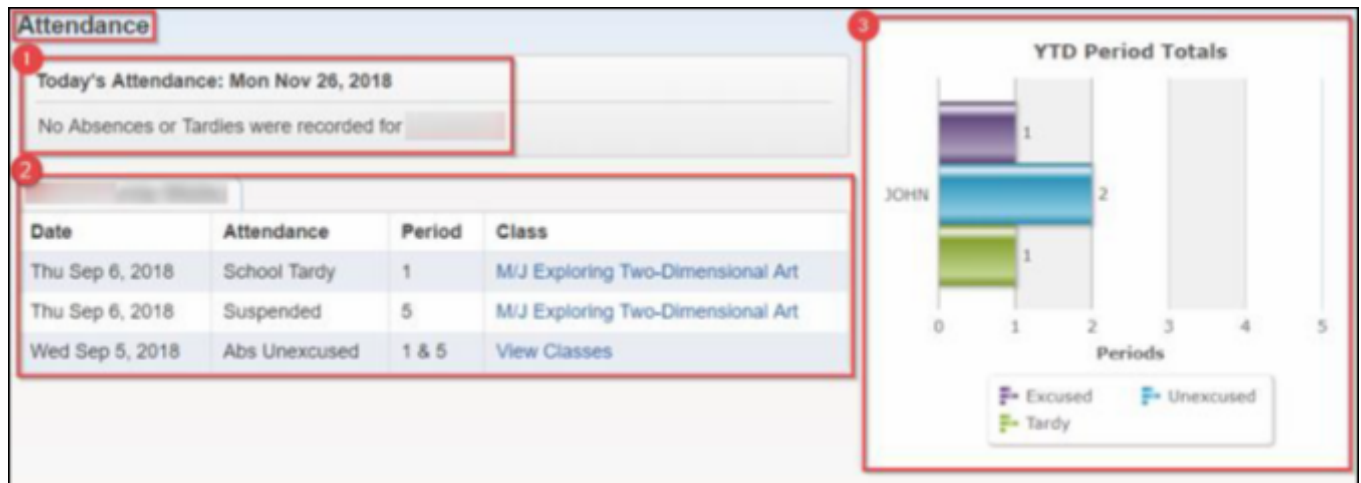 Attendance
1
Today's Attendance: Mon Nov 26, 2018
No Absences or Tardies were recorded for
2
Date Attendance Period Class
Thu Sep 6, 2018 School Tardy 1 M/J Exploring Two-Dimensional Art
Thu Sep 6, 2018 Suspended 5 M/J Exploring Two-Dimensional Art
Wed Sep 5, 2018 Abs Unexcused 1 & 5 View Classes
3
YTD Period Totals
1
JOHN 2
1
0 1 2 3 4 5
Periods
Excused Unexcused
Tardy